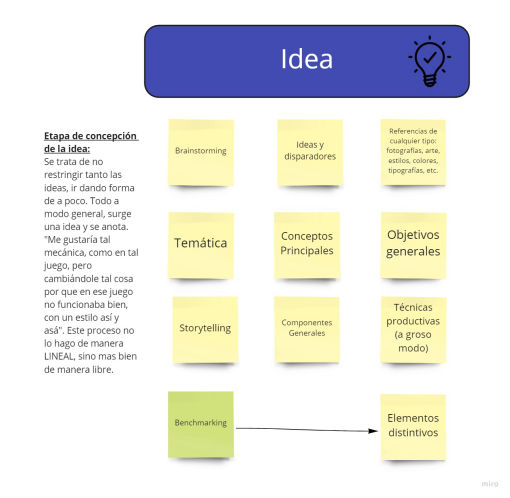 Idea
Etapa de concepción
de la idea:
Se trata de no
restringir tanto las
ideas, ir dando forma
de a poco. Todo a
modo general, surge
una idea y se anota.
"Me gustaría tal
mecánica, como en tal
juego, pero
cambiándole tal cosa
por que en ese juego
no funcionaba bien,
con un estilo así y
asá". Este proceso no
lo hago de manera
LINEAL, sino mas bien
de manera libre.
Brainstorming
Ideas y
disparadores
Referencias de
cualquier tipo:
fotografías, arte,
estilos, colores,
tipografías, etc.
Temática
Conceptos
Principales
Objetivos
generales
Storytelling
Componentes
Generales
Técnicas
productivas
(a groso
modo)
Benchmarking
Elementos
distintivos
miro